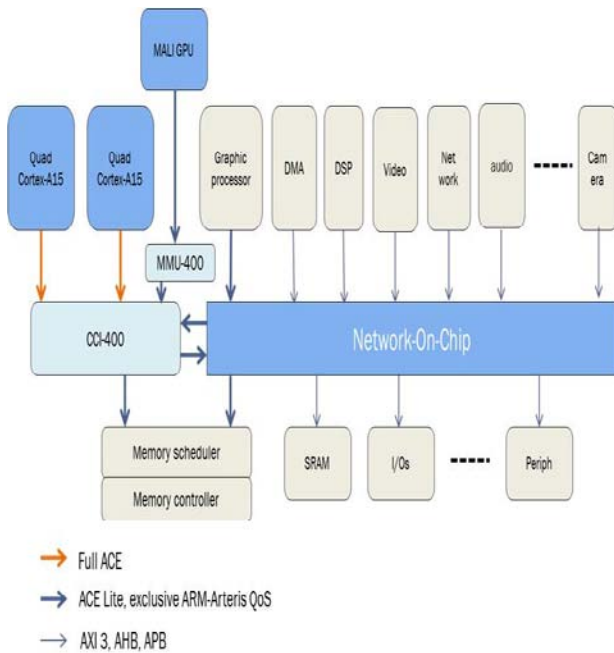 MALI GPU
Quad
Cortex-A15
Quad
Cortex-A15
Graphic
processor
DMA
DSP
Video
Net
work
audio
Cam
era
MMU-400
CCI-400
Network-On-Chip
Memory scheduler
Memory controller
SRAM
I/Os
Periph
Full ACE
ACE Lite, exclusive ARM-Arteris QoS
AXI 3, AHB, APB